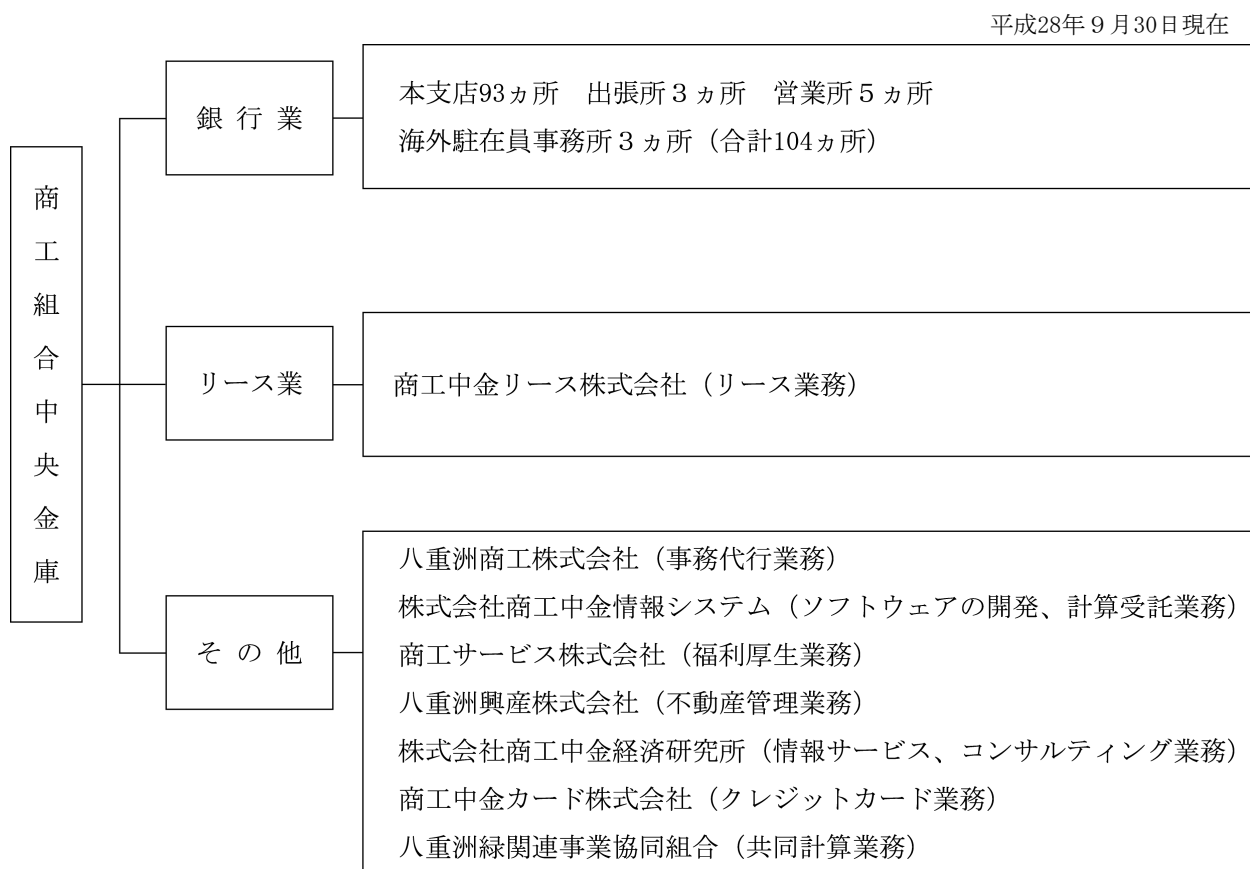 平成28年９月30日現在
商工組合中央金庫
銀行業
本支店93ヵ所　出張所３ヵ所　営業所５ヵ所
海外駐在員事務所３ヵ所（合計104ヵ所）
リース業
商工中金リース株式会社（リース業務）
その他
八重洲商工株式会社（事務代行業務）
株式会社商工中金情報システム（ソフトウェアの開発、計算受託業務）
商工サービス株式会社（福利厚生業務）
八重洲興産株式会社（不動産管理業務）
株式会社商工中金経済研究所（情報サービス、コンサルティング業務）
商工中金カード株式会社（クレジットカード業務）
八重洲緑関連事業協同組合（共同計算業務）